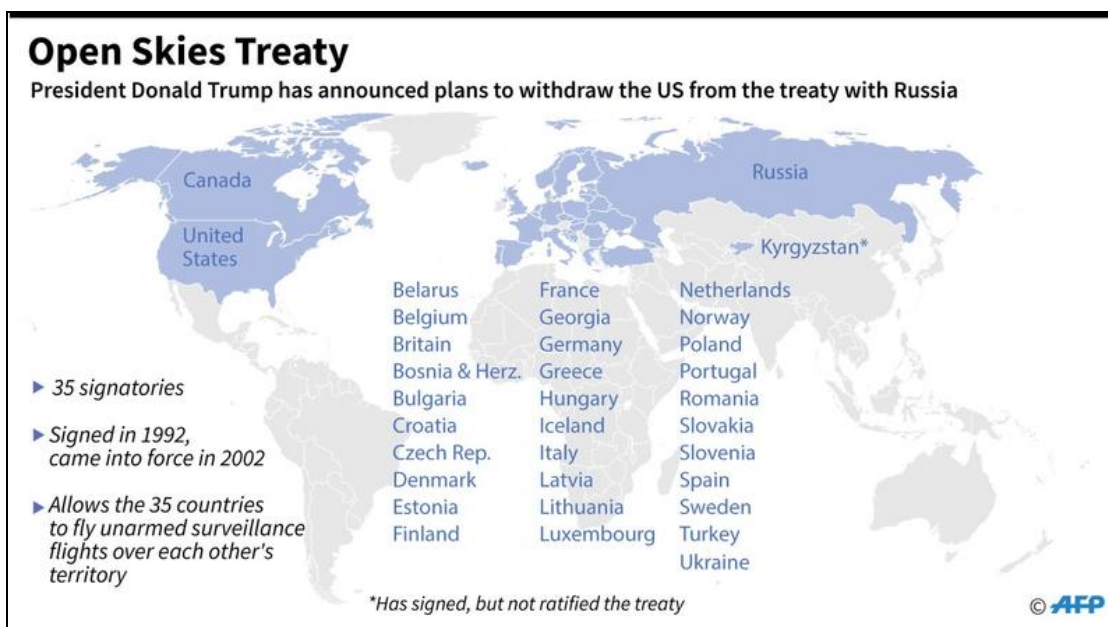 Open Skies Treaty
President Donald Trump has announced plans to withdraw the US from the treaty with Russia
Canada
United
States
Russia
Kyrgyzstan*
Belarus
Belgium
Britain
Bosnia & Herz.
Bulgaria
Croatia
Czech Rep.
Denmark
Estonia
Finland
France
Georgia
Germany
Greece
Hungary
Iceland
Italy
Latvia
Lithuania
Luxembourg
Netherlands
Norway
Poland
Portugal
Romania
Slovakia
Slovenia
Spain
Sweden
Turkey
Ukraine
35 signatories
Signed in 1992,
came into force in 2002
Allows the 35 countries
to fly unarmed surveillance
flights over each other's
territory
*Has signed, but not ratified the treaty
© AFP